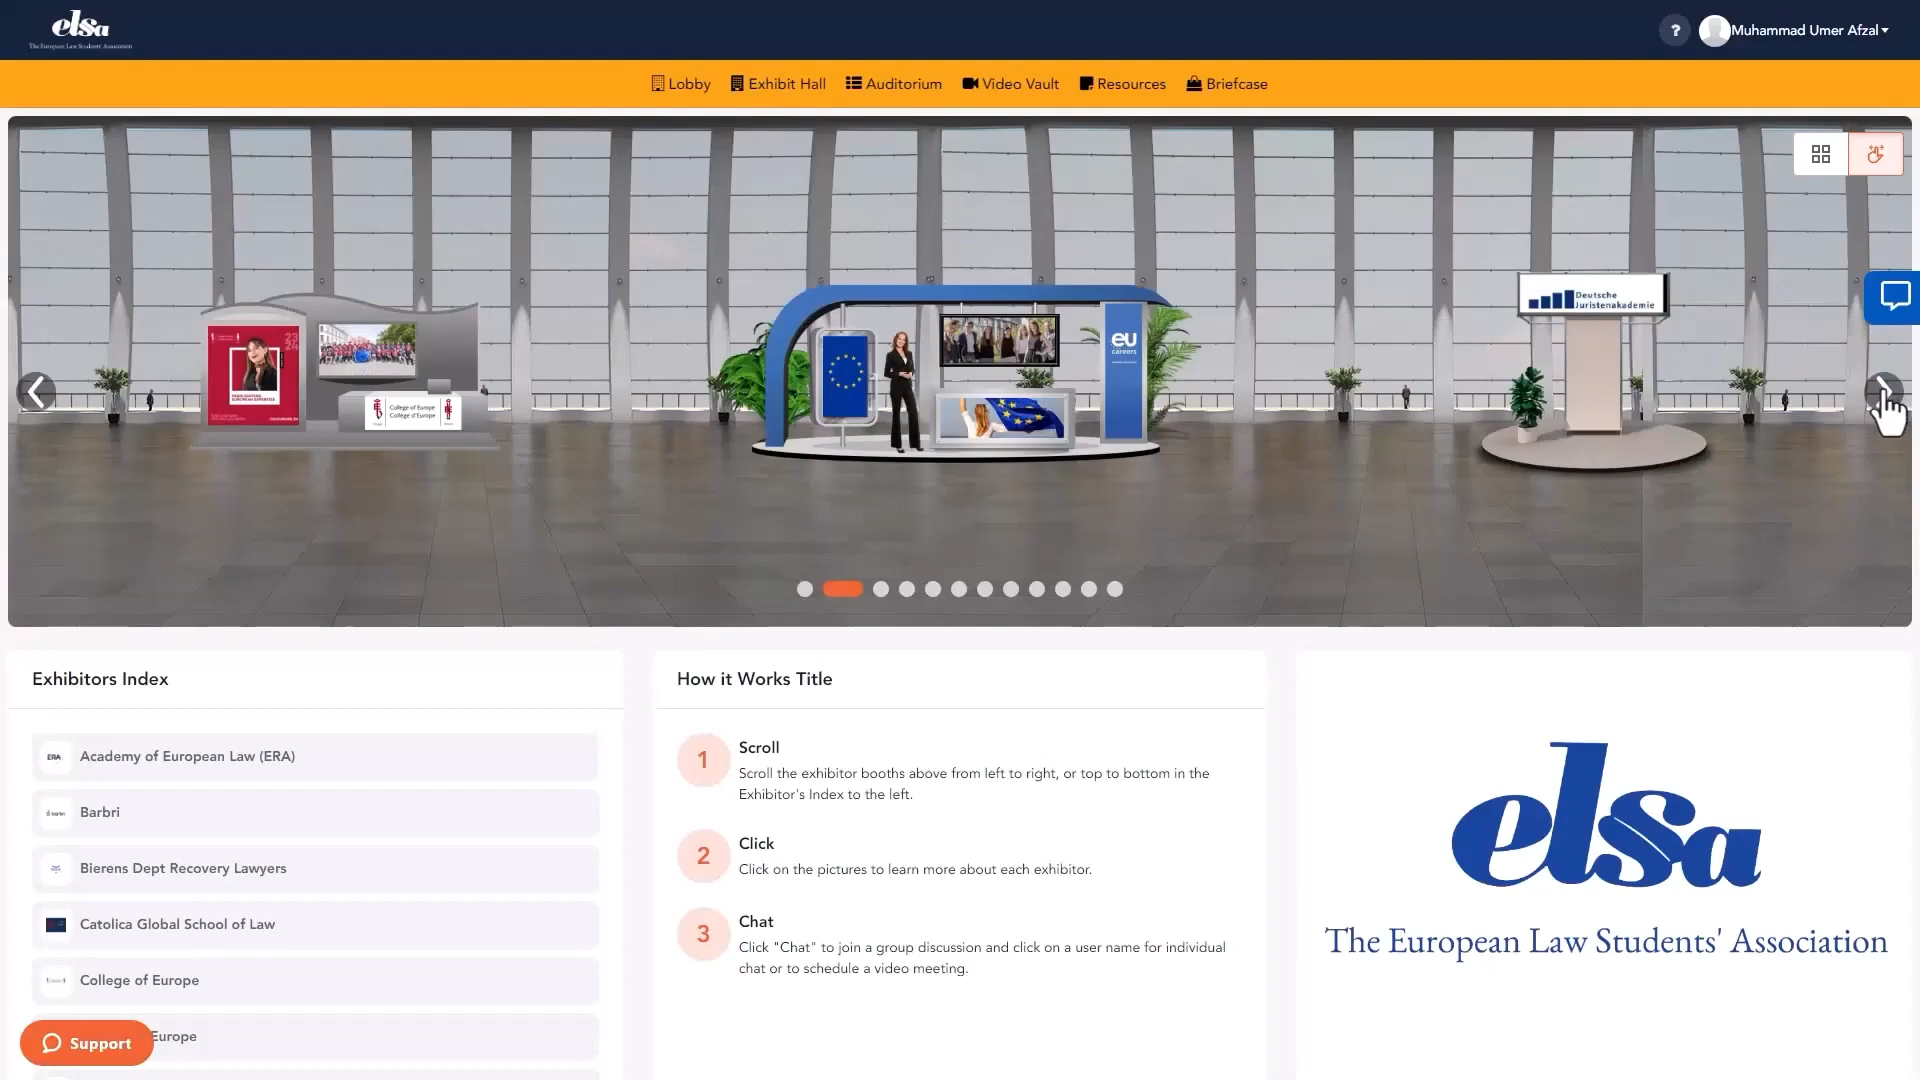 elsa
The European Law Students' Association
?
Muhammad Umer Afzal
Lobby
Exhibit Hall
Auditorium
Video Vault
Resources
Briefcase
23
24
College of Europe
Collège d'Europe
eu
careers
Deutsche
Juristenakademie
Exhibitors Index
ERA
Academy of European Law (ERA)
Barbri
Bierens Dept Recovery Lawyers
Catolica Global School of Law
College of Europe
Europe
Support
How it Works Title
1
Scroll
Scroll the exhibitor booths above from left to right, or top to bottom in the
Exhibitor's Index to the left.
2
Click
Click on the pictures to learn more about each exhibitor.
3
Chat
Click "Chat" to join a group discussion and click on a user name for individual
chat or to schedule a video meeting.
elsa
The European Law Students' Association